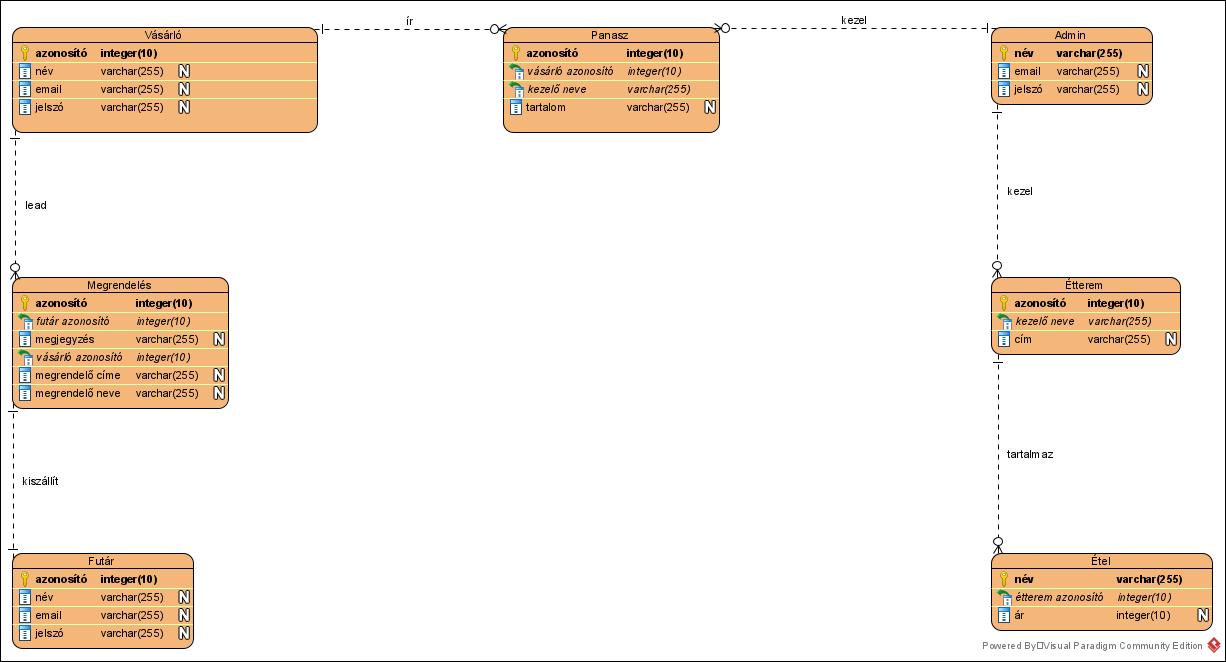 Vásárló
azonosító integer(10)
név varchar(255) N
email varchar(255) N
jelszó varchar(255) N
ír
Panasz
azonosító integer(10)
vásárló azonosító integer(10)
kezelő neve varchar(255)
tartalom varchar(255) N
kezel
Admin
név varchar(255)
email varchar(255) N
jelszó varchar(255) N
lead
kezel
Megrendelés
azonosító integer(10)
futár azonosító integer(10)
megjegyzés varchar(255) N
vásárló azonosító integer(10)
megrendelő címe varchar(255) N
megrendelő neve varchar(255) N
Étterem
azonosító integer(10)
kezelő neve varchar(255)
cím varchar(255) N
kiszállít
tartalmaz
Futár
azonosító integer(10)
név varchar(255) N
email varchar(255) N
jelszó varchar(255) N
Étel
név varchar(255)
étterem azonosító integer(10)
ár integer(10) N
Powered By Visual Paradigm Community Edition